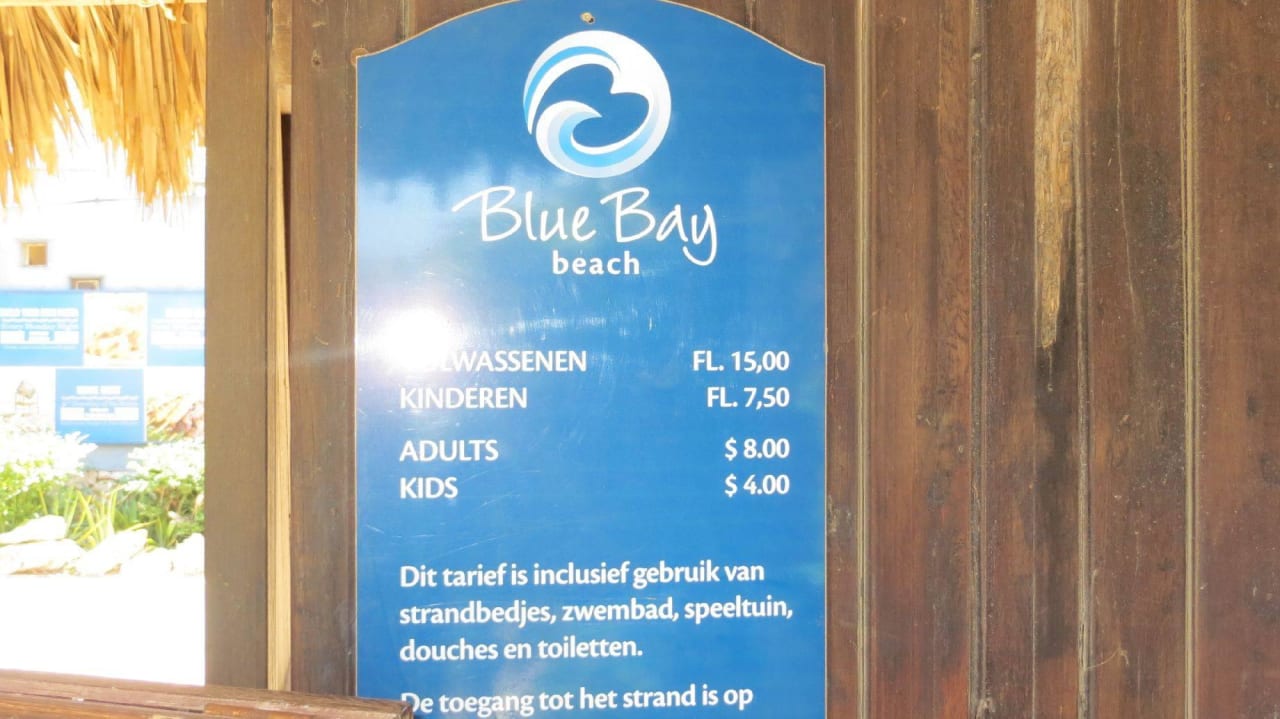 Blue Bay
beach
FL. 15,00
KINDEREN FL. 7,50
ADULTS $ 8.00
KIDS $ 4.00
Dit tarief is inclusief gebruik van
strandbedjes, zwembad, speeltuin,
douches en toiletten.
De toegang tot het strand is op